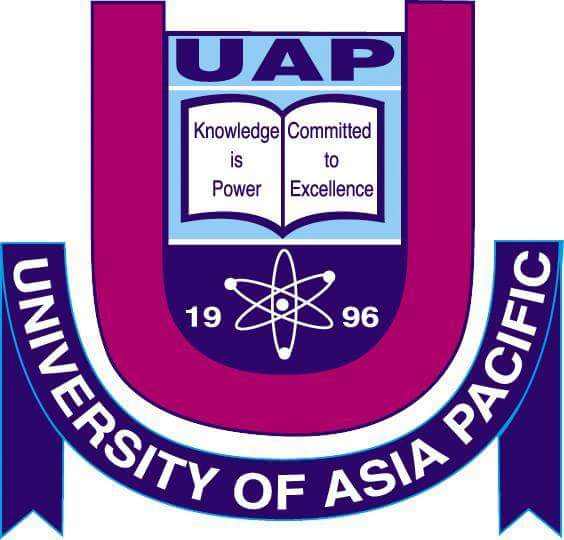 UAP
Knowledge
is
Power
Committed
to
Excellence
19 96
UNIVERSITY OF ASIA PACIFIC